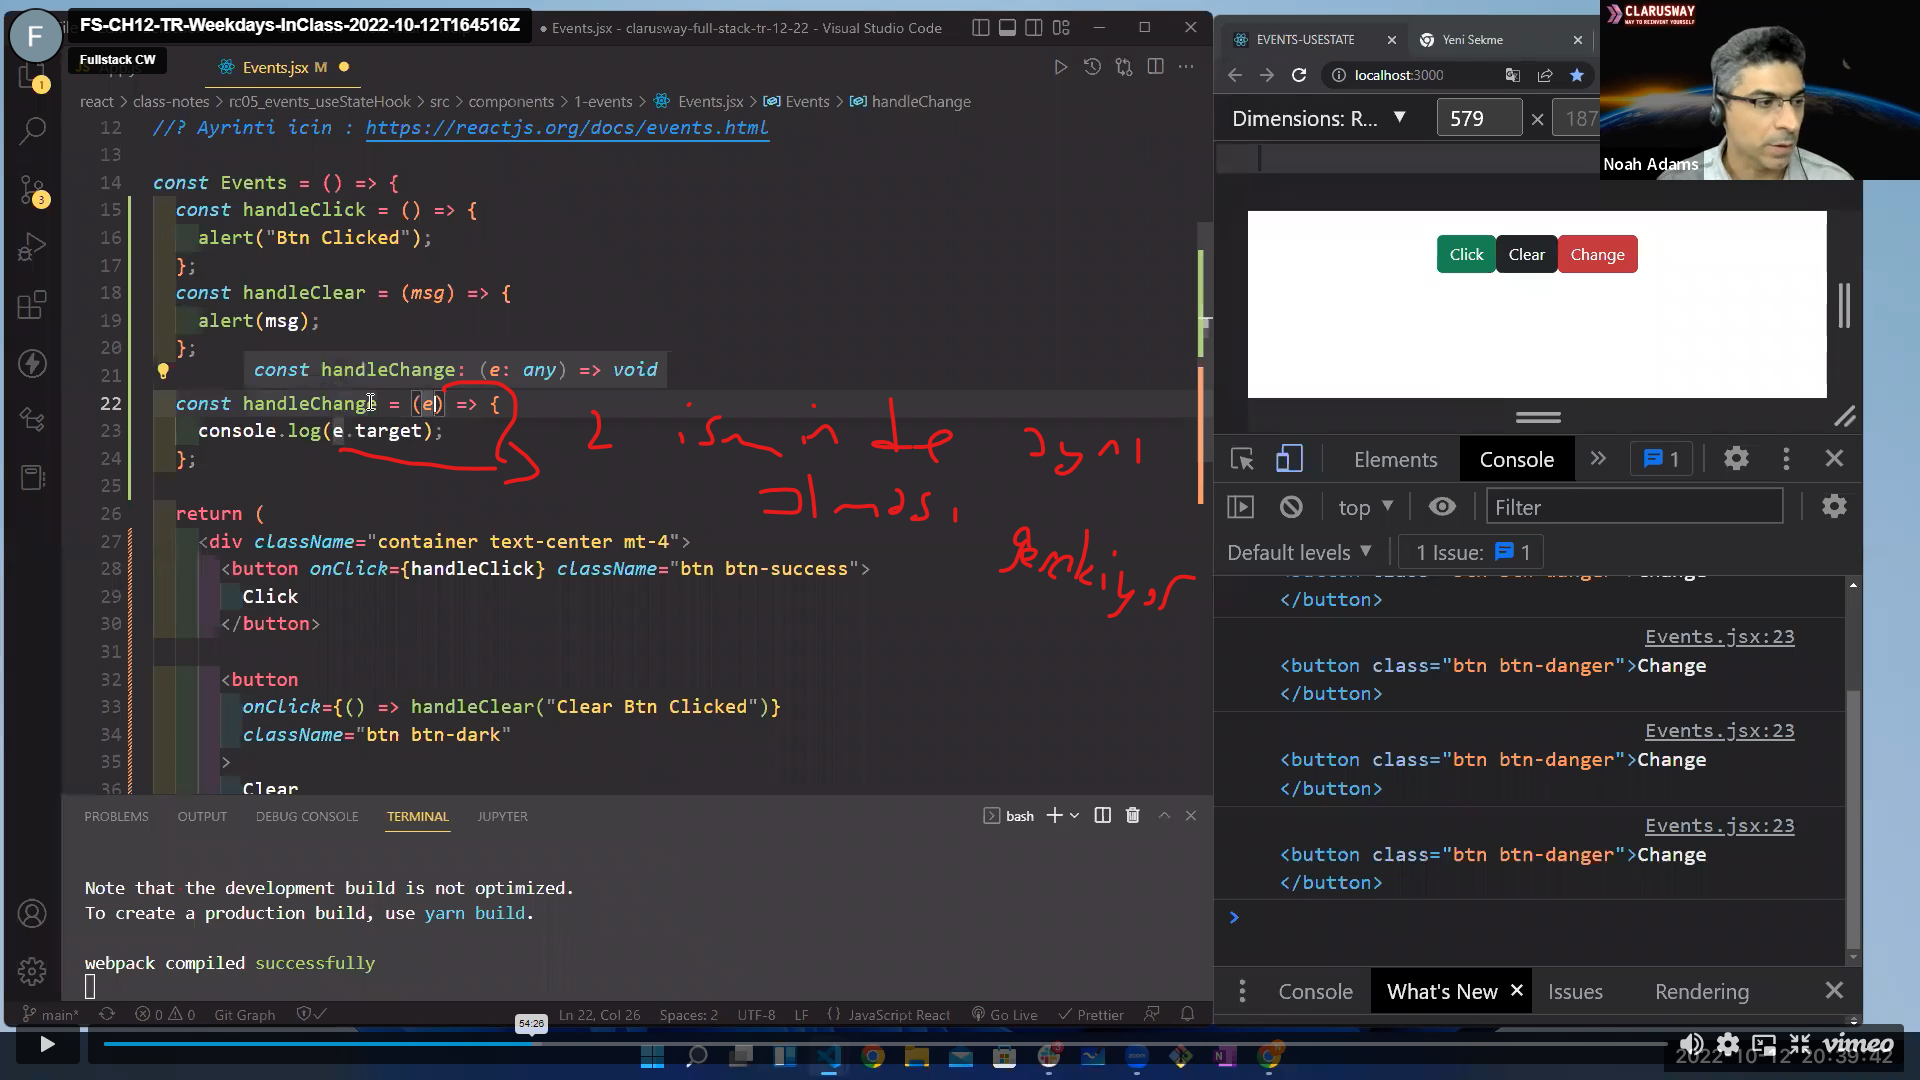 FS-CH12-TR-Weekdays-InClass-2022-10-12T164516Z
Fullstack CW
F
Events.jsx - clarusway-full-stack-tr-12-22 - Visual Studio Code
Events.jsx M
react > class-notes > rc05_events_useStateHook > src > components > 1-events > Events.jsx > Events > handleChange
12 //? Ayrinti icin : https://reactjs.org/docs/events.html
13
14 const Events = () => {
15 const handleClick = () => {
16 alert("Btn Clicked");
17 };
18 const handleClear = (msg) => {
19 alert(msg);
20 };
21
const handleChange: (e: any) => void
22 const handleChange = (e) => {
23 console.log(e.target);
24 };
25
26 return (
27 <div className="container text-center mt-4">
28 <button onClick={handleClick} className="btn btn-success">
29 Click
30 </button>
31
32 <button
33 onClick={() => handleClear("Clear Btn Clicked")}
34 className="btn btn-dark"
35 >
36 Clear
2 ismin de aynı
olması
gerekiyor
1
3
PROBLEMS OUTPUT DEBUG CONSOLE TERMINAL JUPYTER
bash
Note that the development build is not optimized.
To create a production build, use yarn build.
webpack compiled successfully
main* 0 0 Git Graph Ln 22, Col 26 Spaces: 2 UTF-8 LF {} JavaScript React Go Live Prettier
54:26
EVENTS-USESTATE
Yeni Sekme
localhost:3000
Dimensions: R... 579 × 187
CLARUSWAY
WAY TO REINVENT YOURSELF
Noah Adams
Click Clear Change
Elements Console 1
top Filter
Default levels 1 Issue: 1
</button>
Events.jsx:23
<button class="btn btn-danger">Change
</button>
Events.jsx:23
<button class="btn btn-danger">Change
</button>
Events.jsx:23
<button class="btn btn-danger">Change
</button>
>
Console What's New Issues Rendering
vimeo
2022-10-12 20:39:42